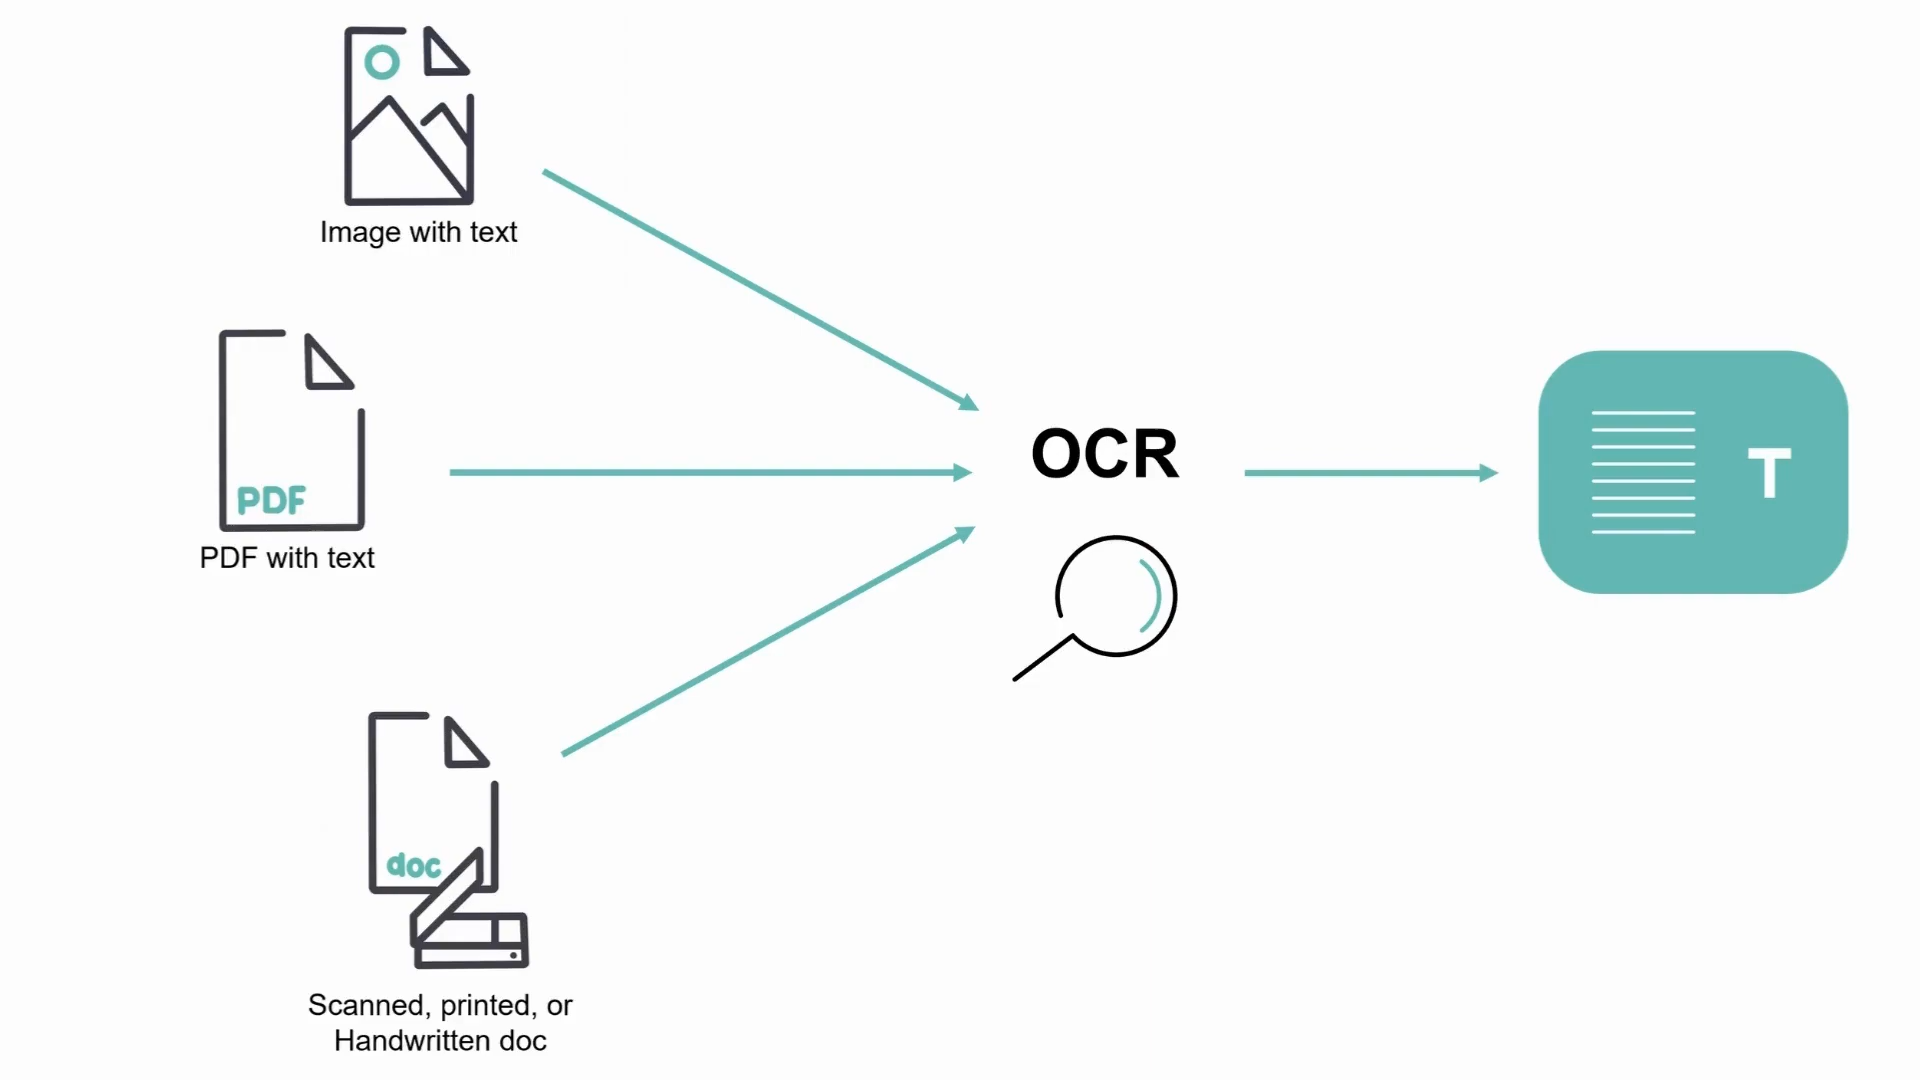 Image with text
PDF
PDF with text
OCR
T
doc
Scanned, printed, or
Handwritten doc